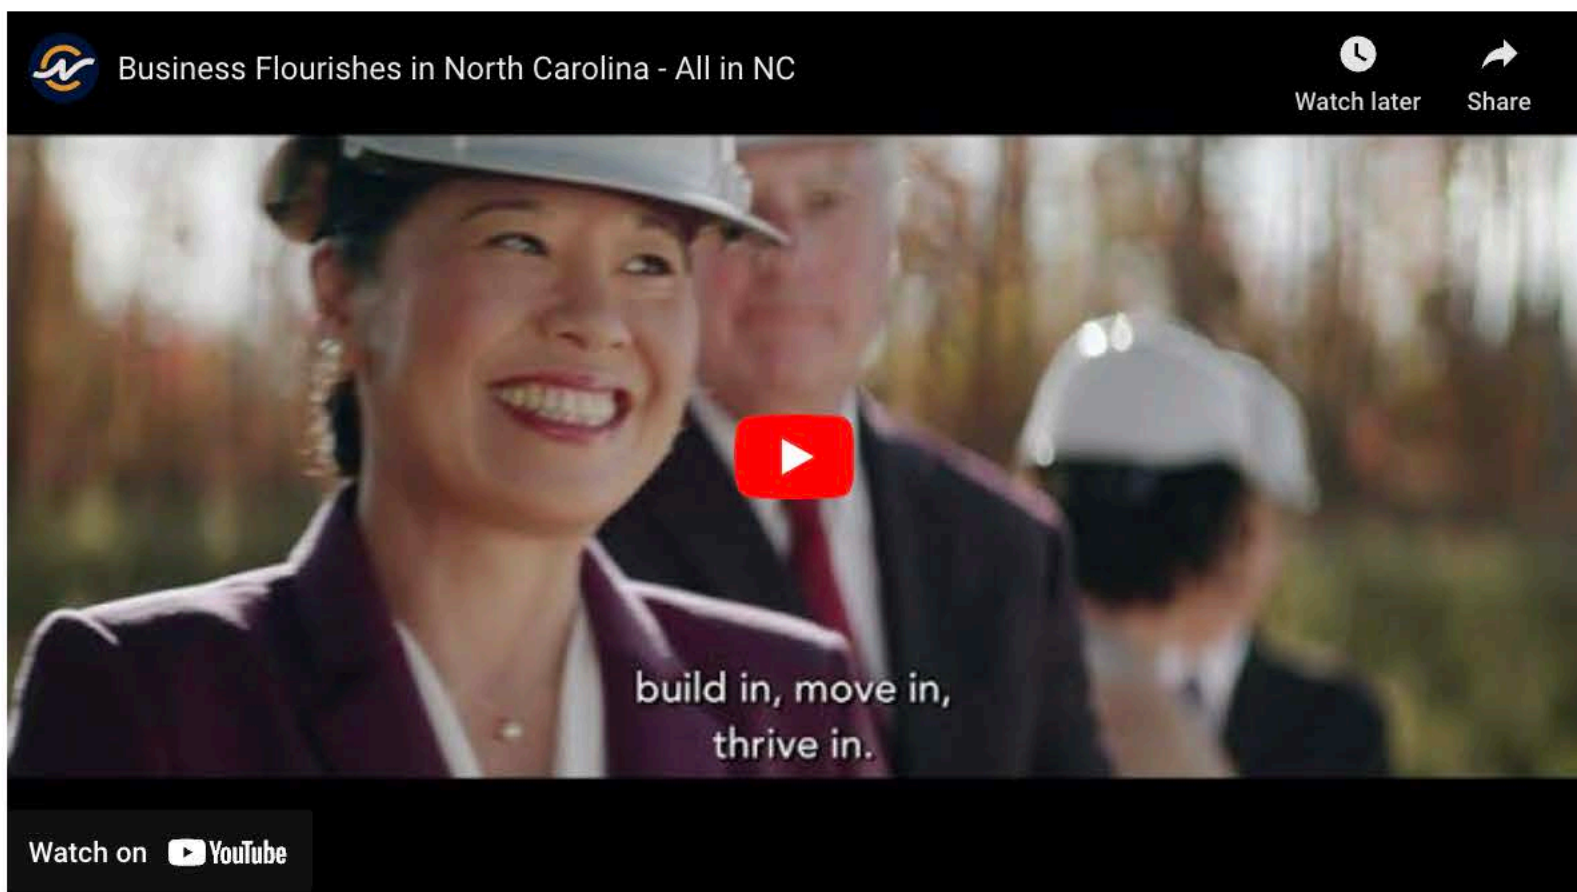 Business Flourishes in North Carolina - All in NC
Watch later
Share
build in, move in,
thrive in.
Watch on YouTube